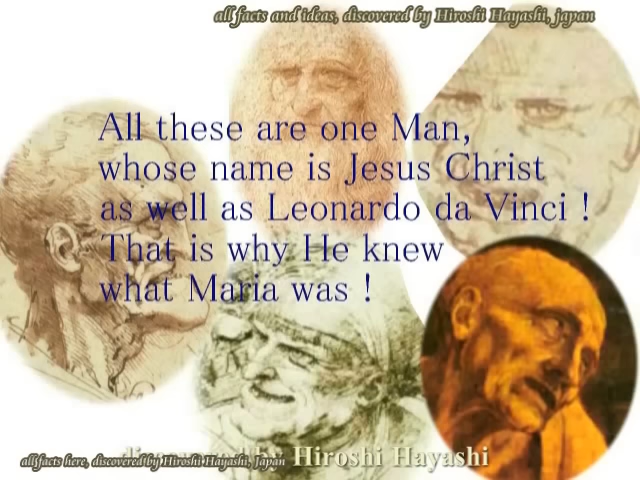 all facts and ideas, discovered by Hiroshi Hayashi, japan
All these are one Man,
whose name is Jesus Christ
as well as Leonardo da Vinci !
That is why He knew
what Maria was !
discovered by Hiroshi Hayashi
all facts here, discovered by Hiroshi Hayashi, Japan